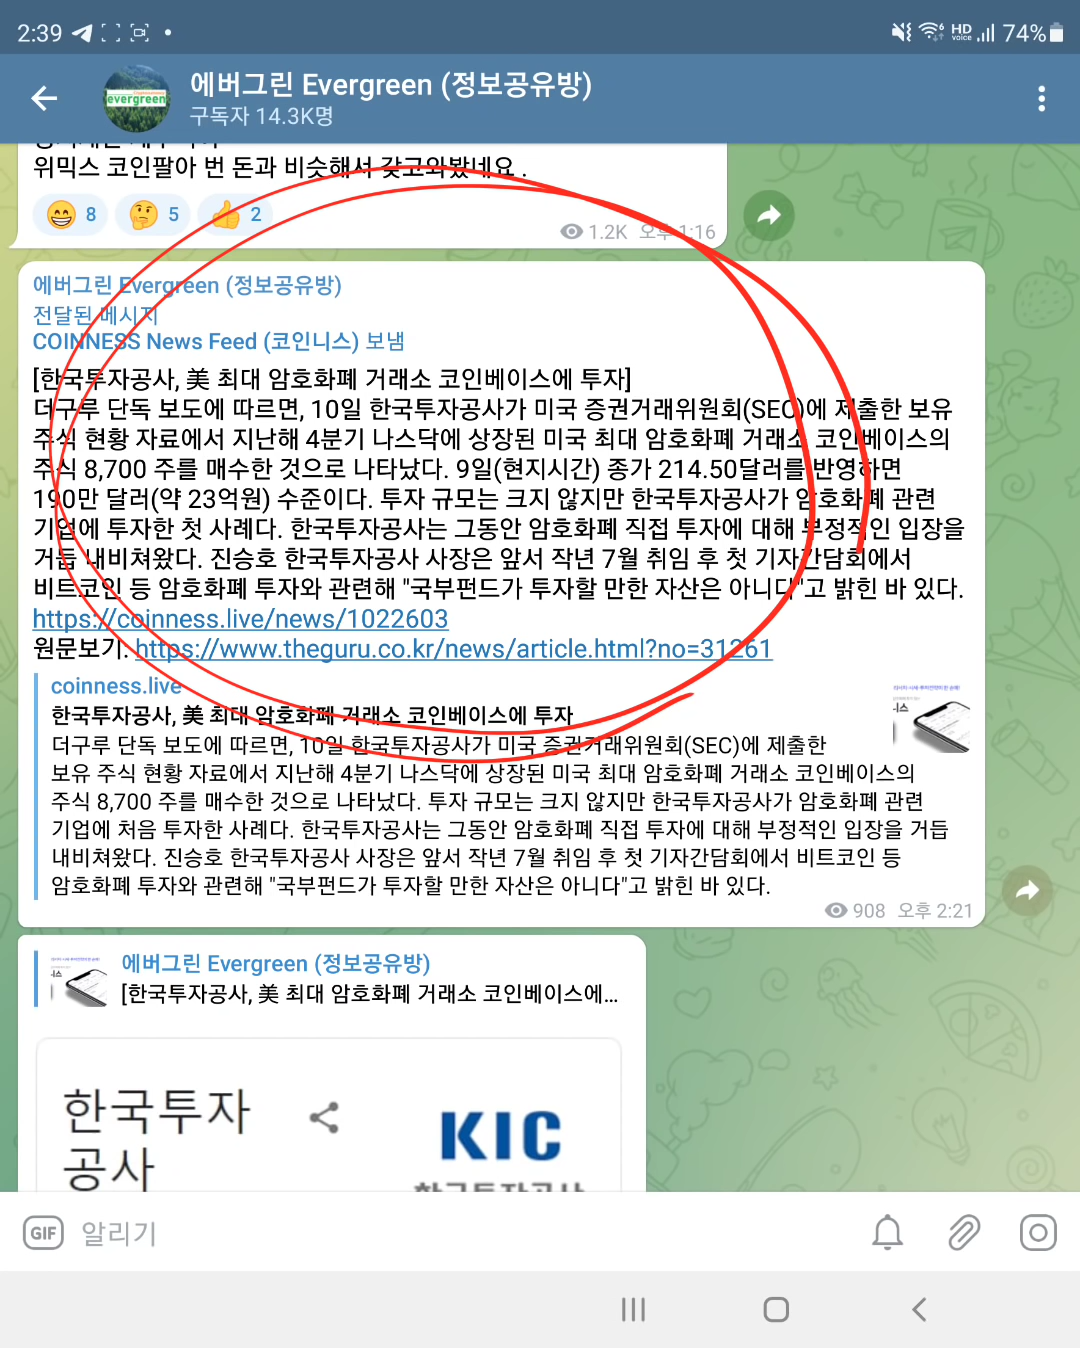 2:39
HD voice
74%
evergreen
에버그린 Evergreen (정보공유방)
구독자 14.3K명
위믹스 코인팔아 번 돈과 비슷해서 갖고와봤네요 .
8 5 2
1.2K 오후 1:16
에버그린 Evergreen (정보공유방)
전달된 메시지
COINNESS News Feed (코인니스) 보냄
[한국투자공사, 美 최대 암호화폐 거래소 코인베이스에 투자]
더구루 단독 보도에 따르면, 10일 한국투자공사가 미국 증권거래위원회(SEC)에 제출한 보유
주식 현황 자료에서 지난해 4분기 나스닥에 상장된 미국 최대 암호화폐 거래소 코인베이스의
주식 8,700 주를 매수한 것으로 나타났다. 9일(현지시간) 종가 214.50달러를 반영하면
190만 달러(약 23억원) 수준이다. 투자 규모는 크지 않지만 한국투자공사가 암호화폐 관련
기업에 투자한 첫 사례다. 한국투자공사는 그동안 암호화폐 직접 투자에 대해 부정적인 입장을
거듭 내비쳐왔다. 진승호 한국투자공사 사장은 앞서 작년 7월 취임 후 첫 기자간담회에서
비트코인 등 암호화폐 투자와 관련해 "국부펀드가 투자할 만한 자산은 아니다"고 밝힌 바 있다.
https://coinness.live/news/1022603
원문보기: https://www.theguru.co.kr/news/article.html?no=31261
coinness.live
한국투자공사, 美 최대 암호화폐 거래소 코인베이스에 투자
더구루 단독 보도에 따르면, 10일 한국투자공사가 미국 증권거래위원회(SEC)에 제출한
보유 주식 현황 자료에서 지난해 4분기 나스닥에 상장된 미국 최대 암호화폐 거래소 코인베이스의
주식 8,700 주를 매수한 것으로 나타났다. 투자 규모는 크지 않지만 한국투자공사가 암호화폐 관련
기업에 처음 투자한 사례다. 한국투자공사는 그동안 암호화폐 직접 투자에 대해 부정적인 입장을 거듭
내비쳐왔다. 진승호 한국투자공사 사장은 앞서 작년 7월 취임 후 첫 기자간담회에서 비트코인 등
암호화폐 투자와 관련해 "국부펀드가 투자할 만한 자산은 아니다"고 밝힌 바 있다.
908 오후 2:21
에버그린 Evergreen (정보공유방)
[한국투자공사, 美 최대 암호화폐 거래소 코인베이스에...
한국투자
공사
KIC
GIF 알리기